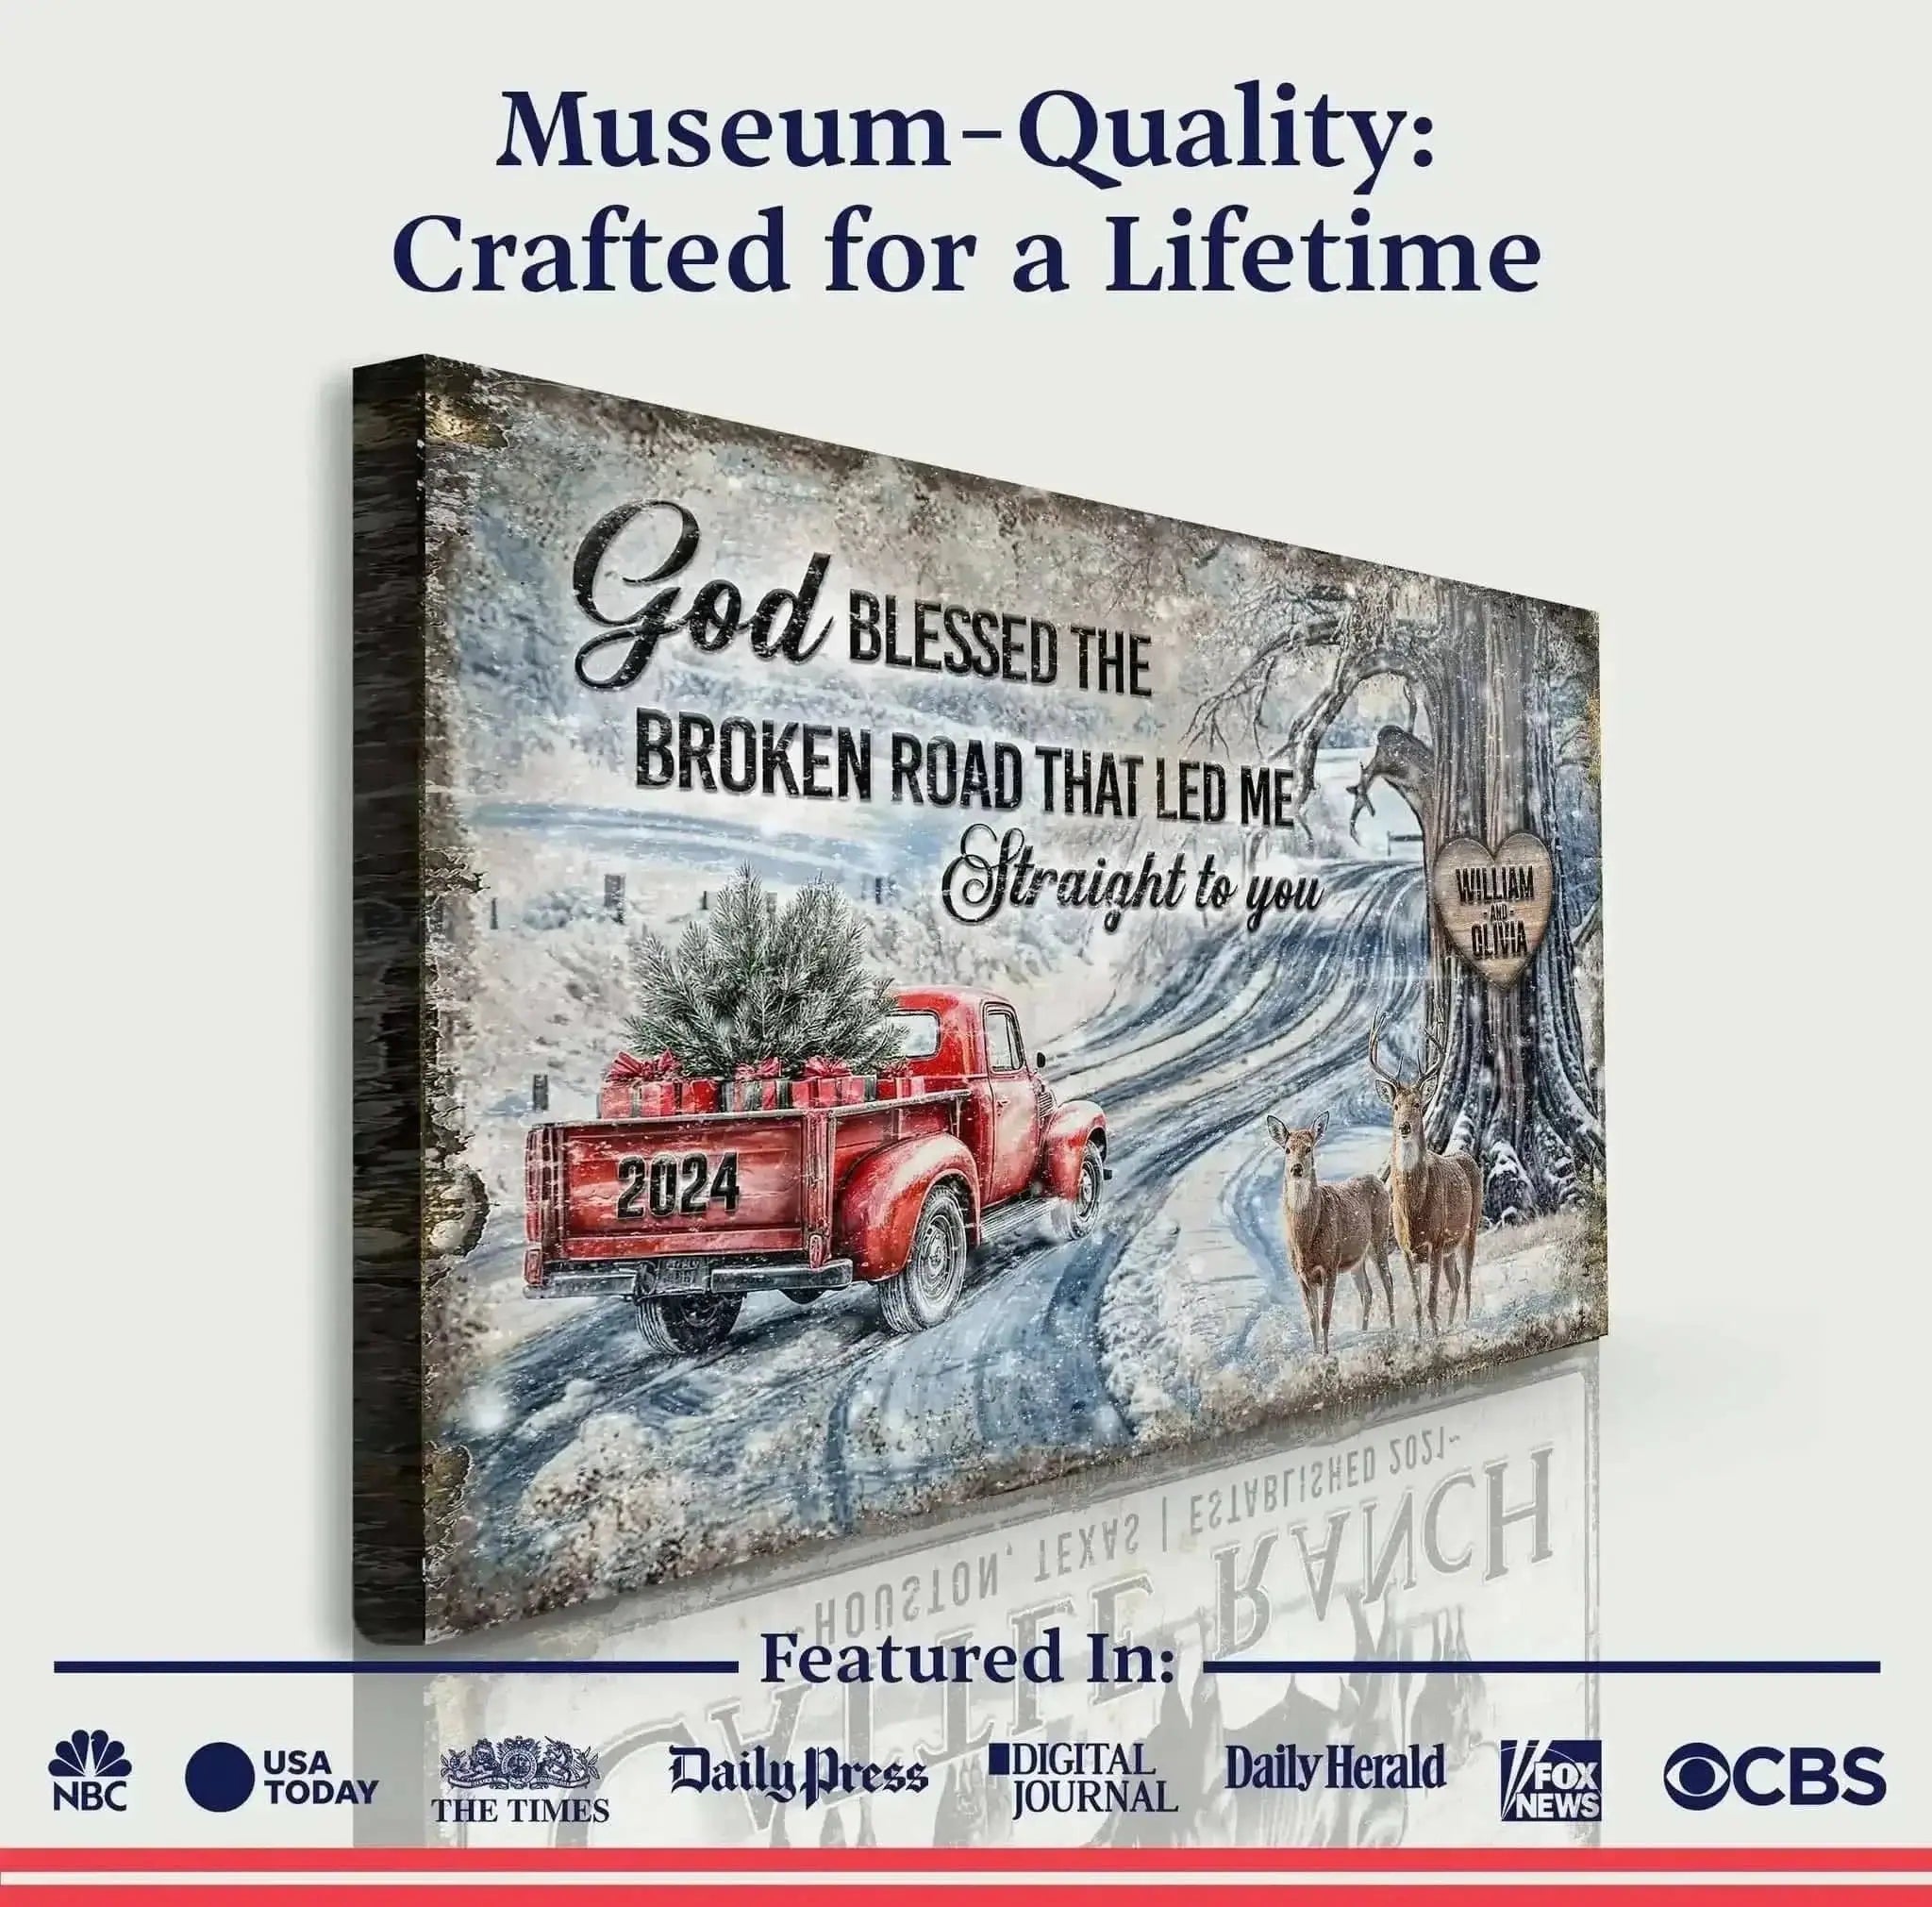 Museum-Quality:
Crafted for a Lifetime
God BLESSED THE
BROKEN ROAD THAT LED ME
Straight to you
WILLIAM
- AND -
OLIVIA
2024
~HOUSTON, TEXAS | ESTABLISHED 2021~
RANCH
Featured In:
NBC
USA TODAY
THE TIMES
Daily Press
DIGITAL JOURNAL
Daily Herald
FOX NEWS
CBS